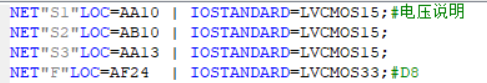 NET"S1"LOC=AA10 | IOSTANDARD=LVCMOS15;#电压说明
NET"S2"LOC=AB10 | IOSTANDARD=LVCMOS15;
NET"S3"LOC=AA13 | IOSTANDARD=LVCMOS15;
NET"F"LOC=AF24 | IOSTANDARD=LVCMOS33;#D8